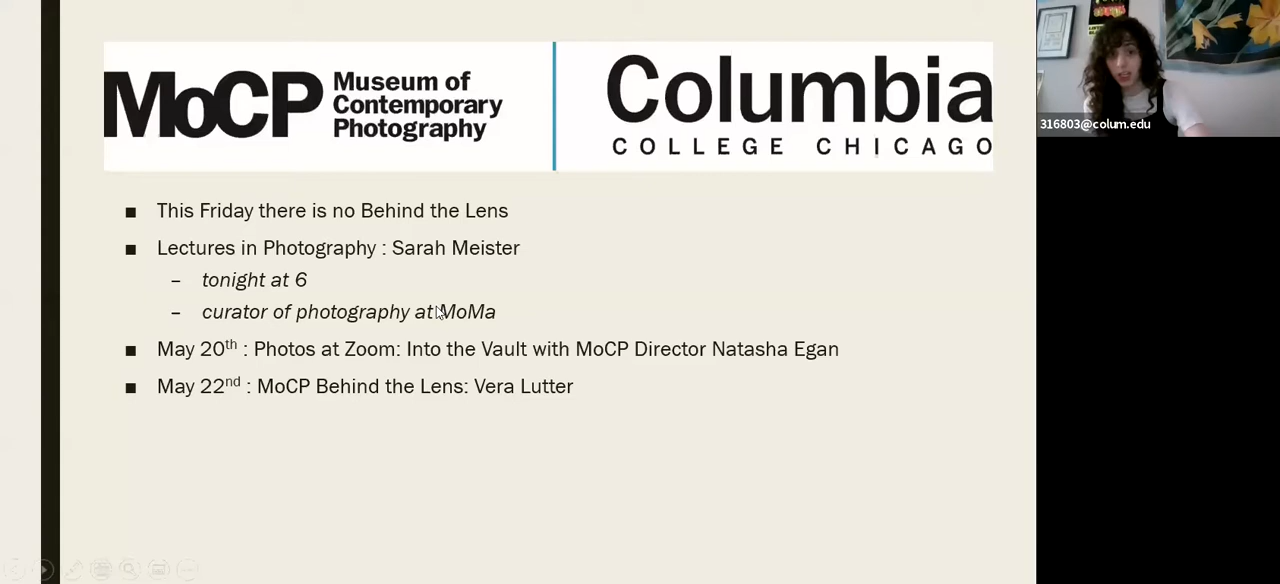 MoCP
Museum of
Contemporary
Photography
Columbia
COLLEGE CHICAGO
316803@colum.edu
■ This Friday there is no Behind the Lens
■ Lectures in Photography : Sarah Meister
– tonight at 6
– curator of photography at MoMa
■ May 20th : Photos at Zoom: Into the Vault with MoCP Director Natasha Egan
■ May 22nd : MoCP Behind the Lens: Vera Lutter